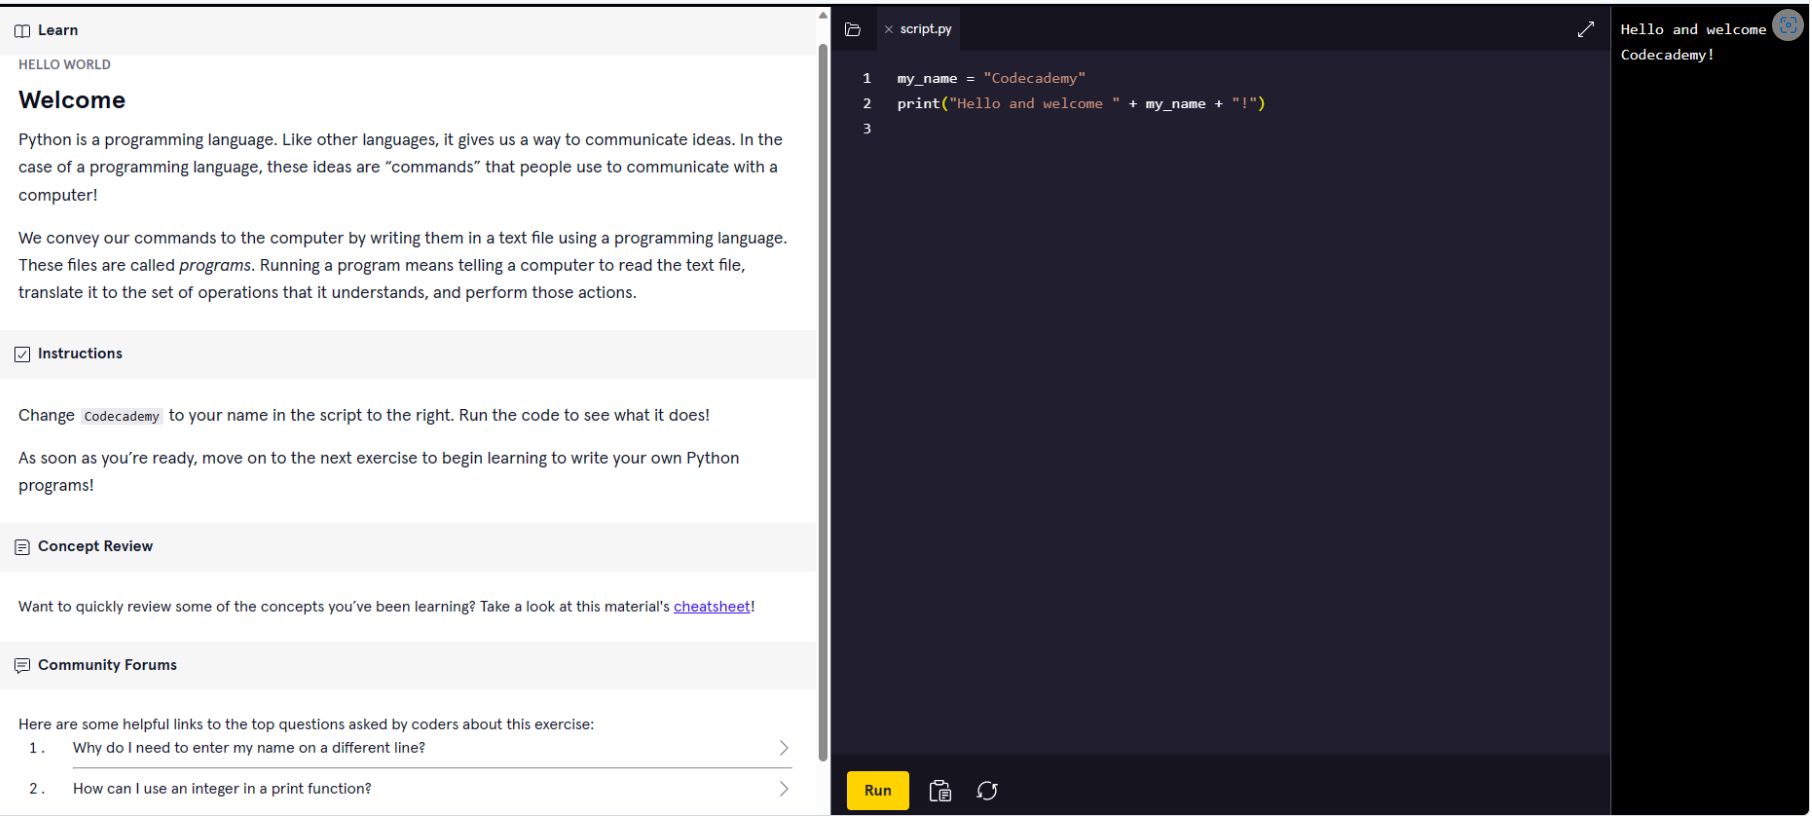 Learn
HELLO WORLD
Welcome
Python is a programming language. Like other languages, it gives us a way to communicate ideas. In the
case of a programming language, these ideas are “commands” that people use to communicate with a
computer!
We convey our commands to the computer by writing them in a text file using a programming language.
These files are called programs. Running a program means telling a computer to read the text file,
translate it to the set of operations that it understands, and perform those actions.
Instructions
Change Codecademy to your name in the script to the right. Run the code to see what it does!
As soon as you’re ready, move on to the next exercise to begin learning to write your own Python
programs!
Concept Review
Want to quickly review some of the concepts you’ve been learning? Take a look at this material's cheatsheet!
Community Forums
Here are some helpful links to the top questions asked by coders about this exercise:
1. Why do I need to enter my name on a different line?
2. How can I use an integer in a print function?
script.py
1 my_name = "Codecademy"
2 print("Hello and welcome " + my_name + "!")
3
Run
Hello and welcome
Codecademy!